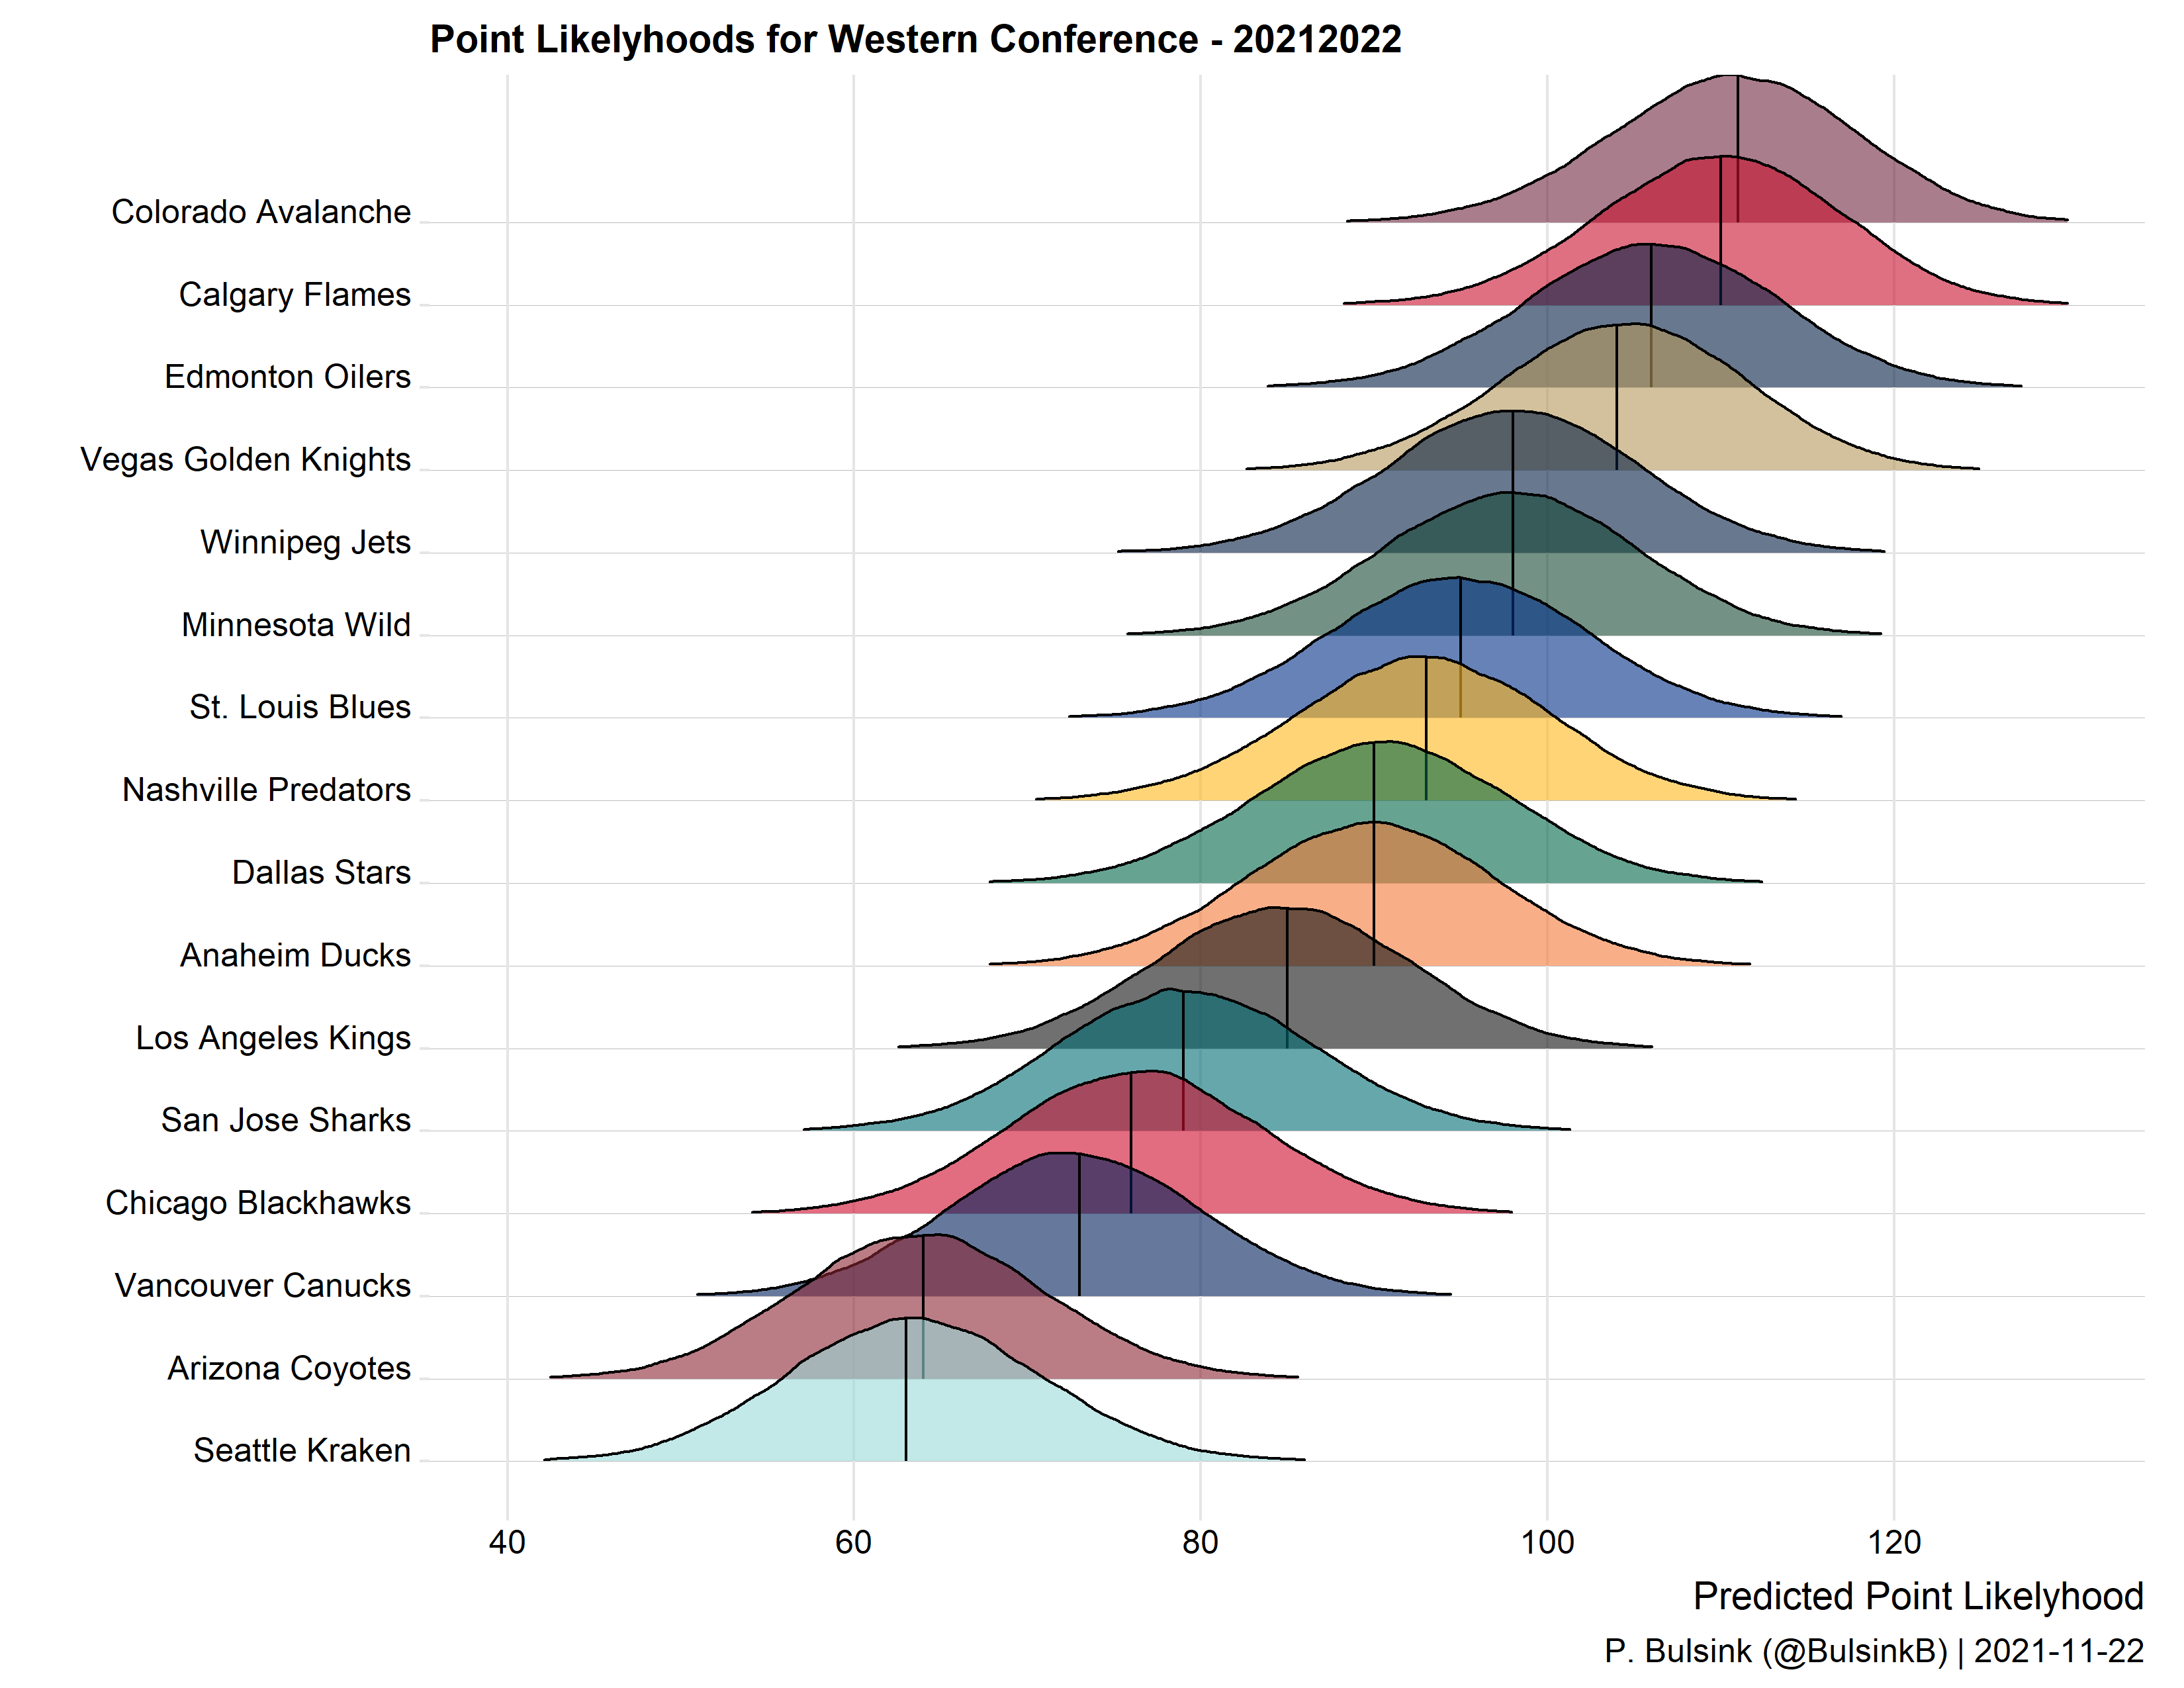 Point Likelyhoods for Western Conference - 20212022
Colorado Avalanche
Calgary Flames
Edmonton Oilers
Vegas Golden Knights
Winnipeg Jets
Minnesota Wild
St. Louis Blues
Nashville Predators
Dallas Stars
Anaheim Ducks
Los Angeles Kings
San Jose Sharks
Chicago Blackhawks
Vancouver Canucks
Arizona Coyotes
Seattle Kraken
40 60 80 100 120
Predicted Point Likelyhood
P. Bulsink (@BulsinkB) | 2021-11-22